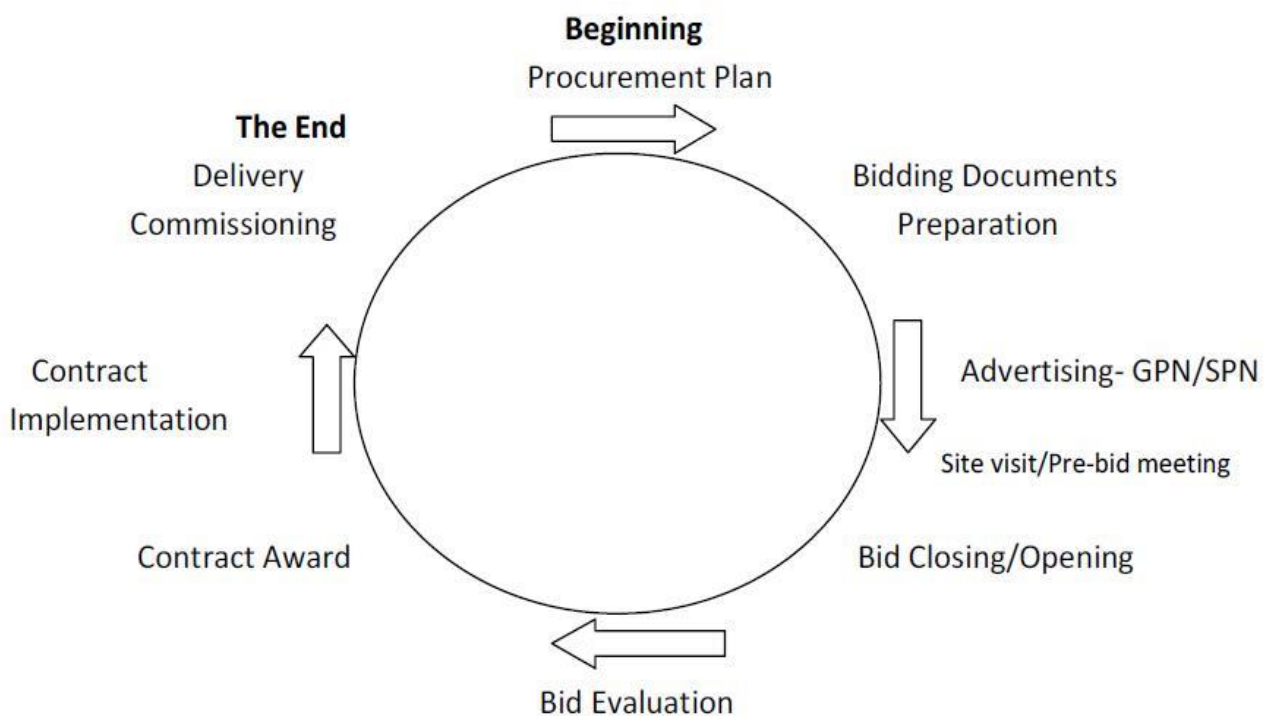 Beginning
Procurement Plan
The End
Delivery
Commissioning
Bidding Documents
Preparation
Contract
Implementation
Advertising- GPN/SPN
Site visit/Pre-bid meeting
Contract Award
Bid Closing/Opening
Bid Evaluation